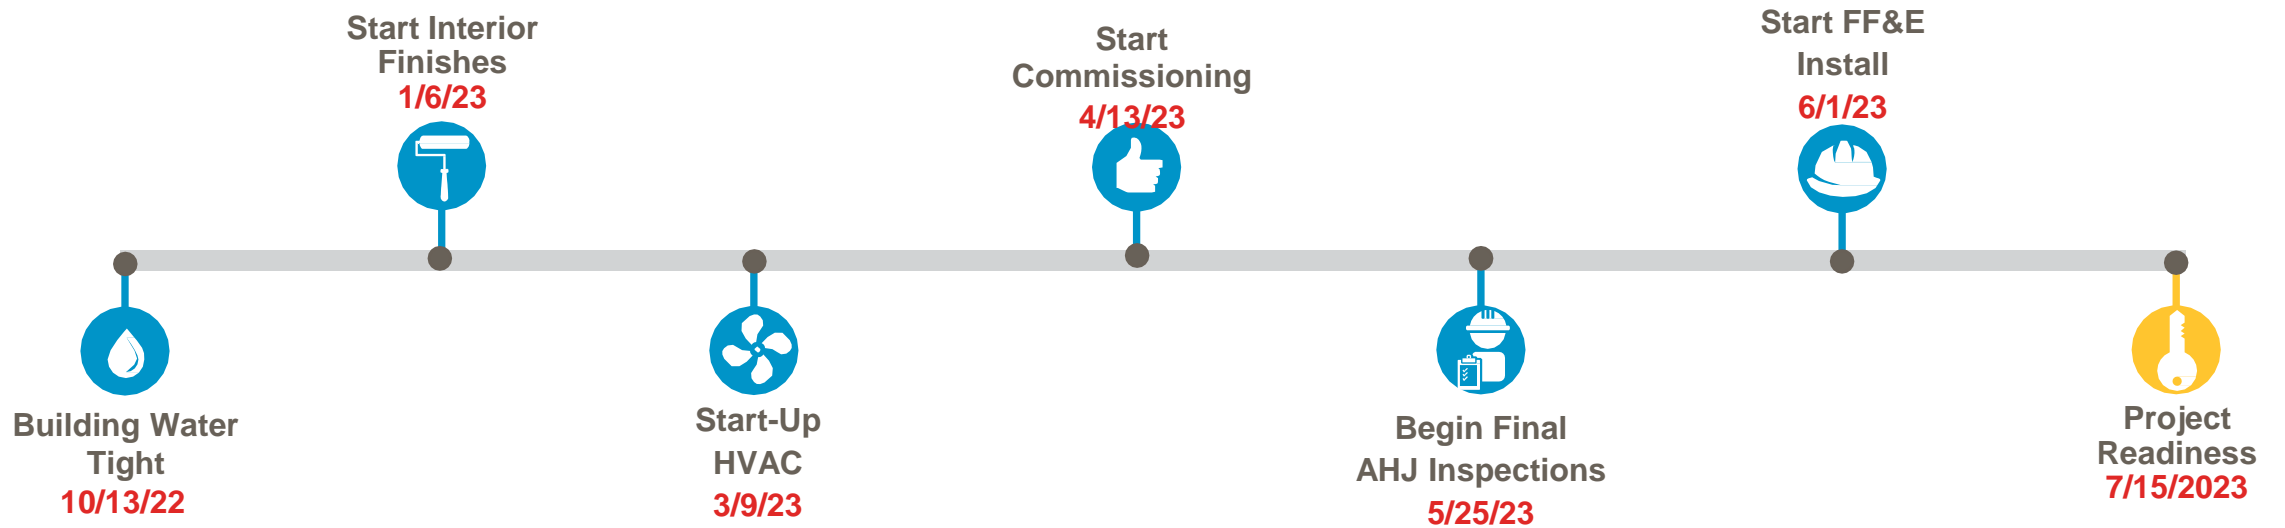 Building Water
Tight
10/13/22
Start Interior
Finishes
1/6/23
Start-Up
HVAC
3/9/23
Start
Commissioning
4/13/23
Begin Final
AHJ Inspections
5/25/23
Start FF&E
Install
6/1/23
Project
Readiness
7/15/2023